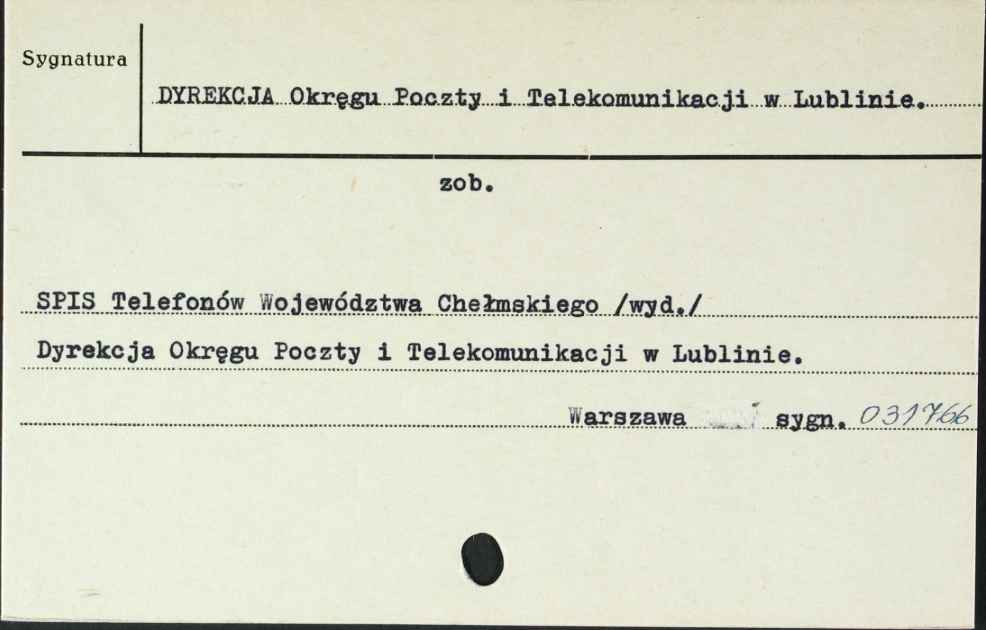 Sygnatura
DYREKCJA Okręgu Poczty i Telekomunikacji w Lublinie.
zob.
SPIS Telefonów Województwa Chełmskiego /wyd./
Dyrekcja Okręgu Poczty i Telekomunikacji w Lublinie.
Warszawa sygn. 031766